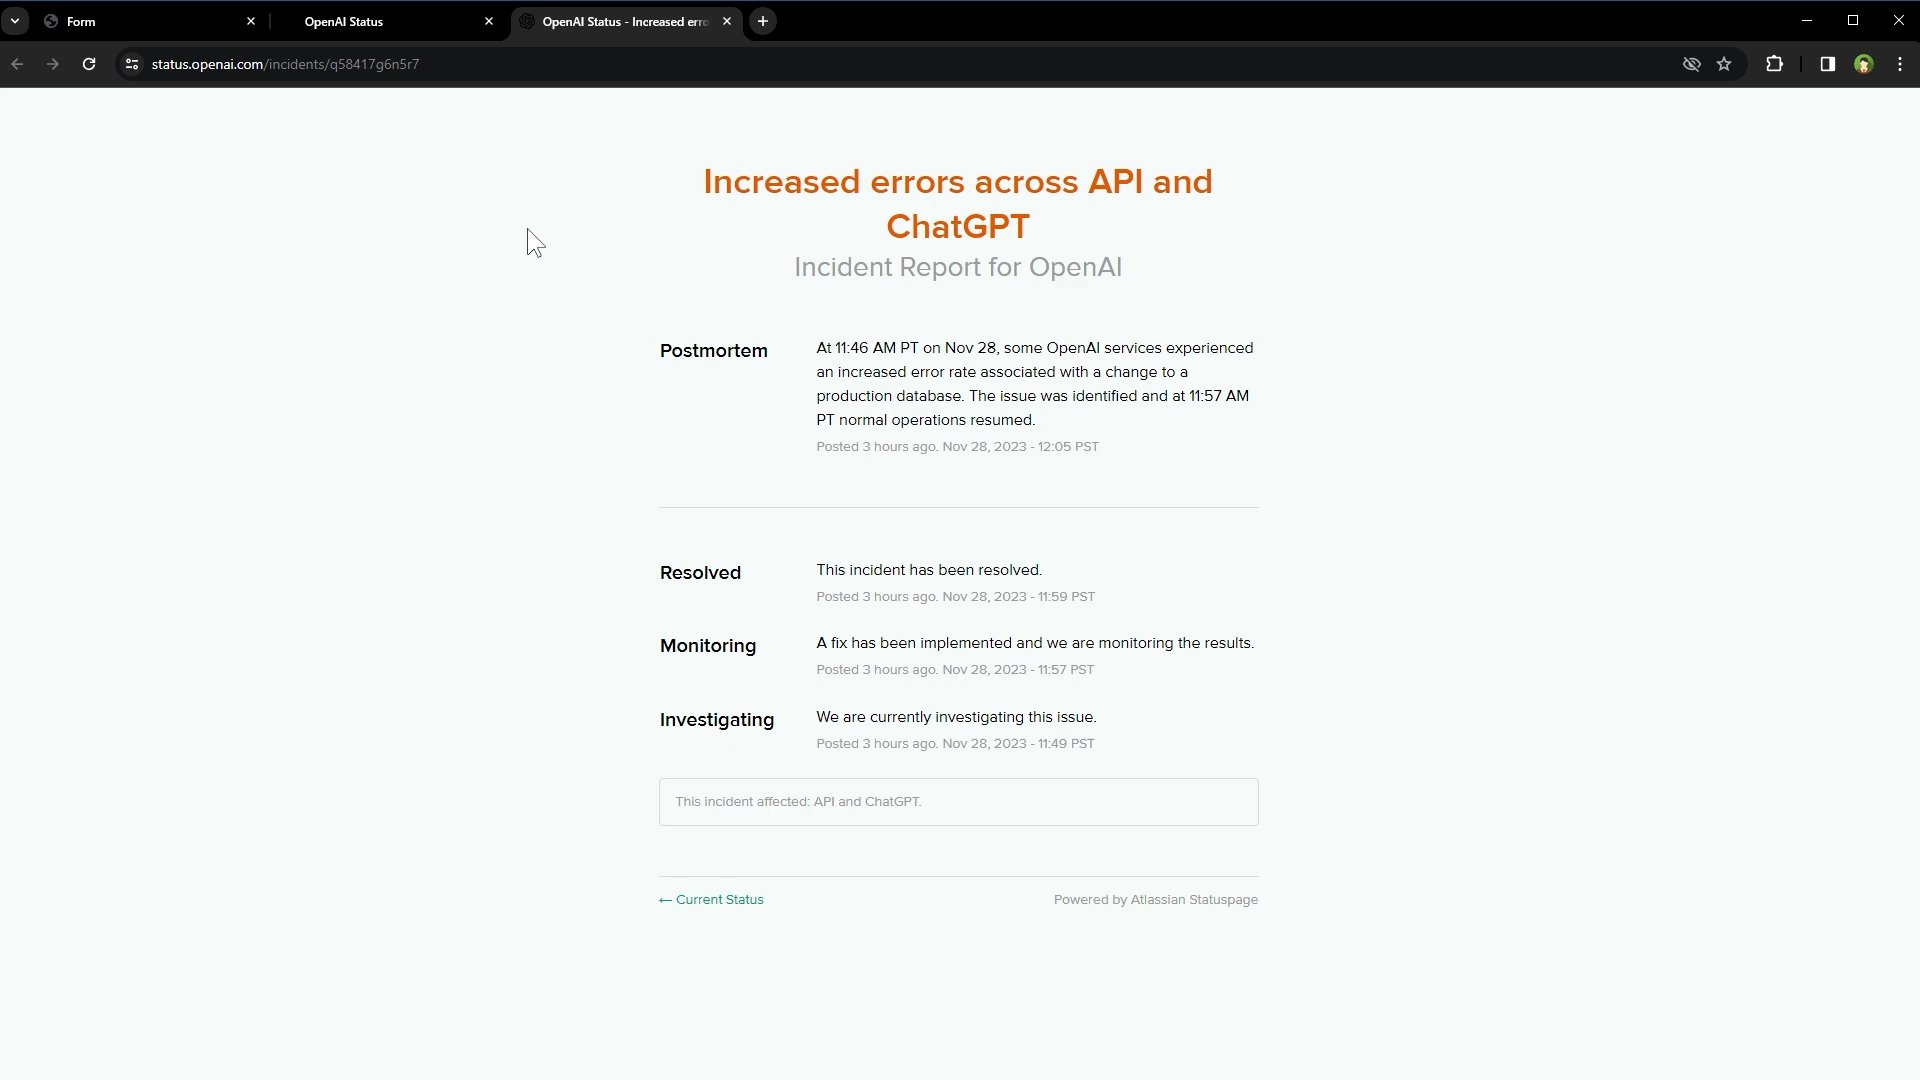 Form
OpenAI Status
OpenAI Status - Increased erro
status.openai.com/incidents/q58417g6n5r7
Increased errors across API and
ChatGPT
Incident Report for OpenAI
Postmortem
At 11:46 AM PT on Nov 28, some OpenAI services experienced
an increased error rate associated with a change to a
production database. The issue was identified and at 11:57 AM
PT normal operations resumed.
Posted 3 hours ago. Nov 28, 2023 - 12:05 PST
Resolved
This incident has been resolved.
Posted 3 hours ago. Nov 28, 2023 - 11:59 PST
Monitoring
A fix has been implemented and we are monitoring the results.
Posted 3 hours ago. Nov 28, 2023 - 11:57 PST
Investigating
We are currently investigating this issue.
Posted 3 hours ago. Nov 28, 2023 - 11:49 PST
This incident affected: API and ChatGPT.
← Current Status
Powered by Atlassian Statuspage